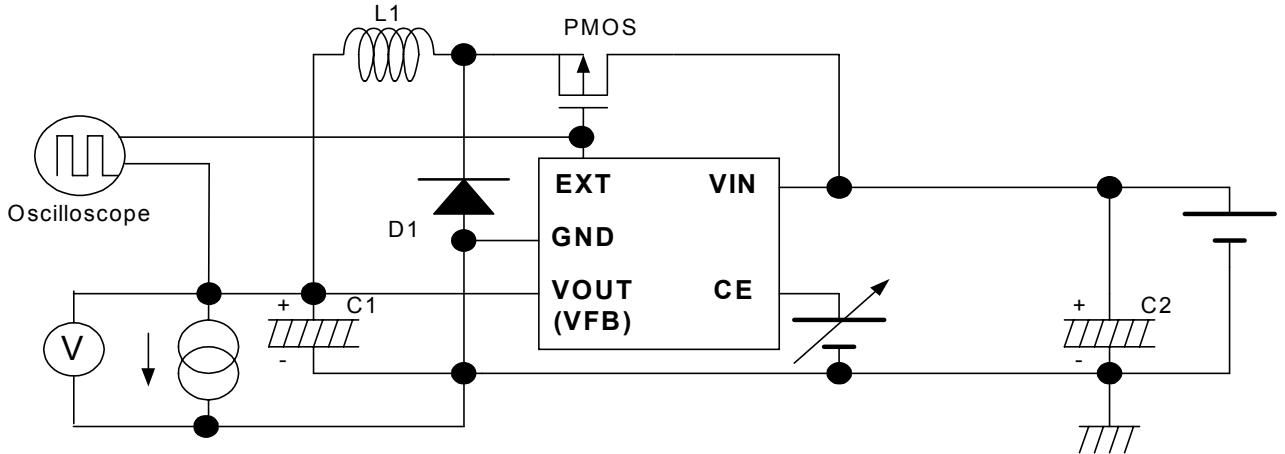 L1
PMOS
Oscilloscope
EXT
VIN
D1
GND
VOUT
(VFB)
CE
+
C1
-
V
+
C2
-